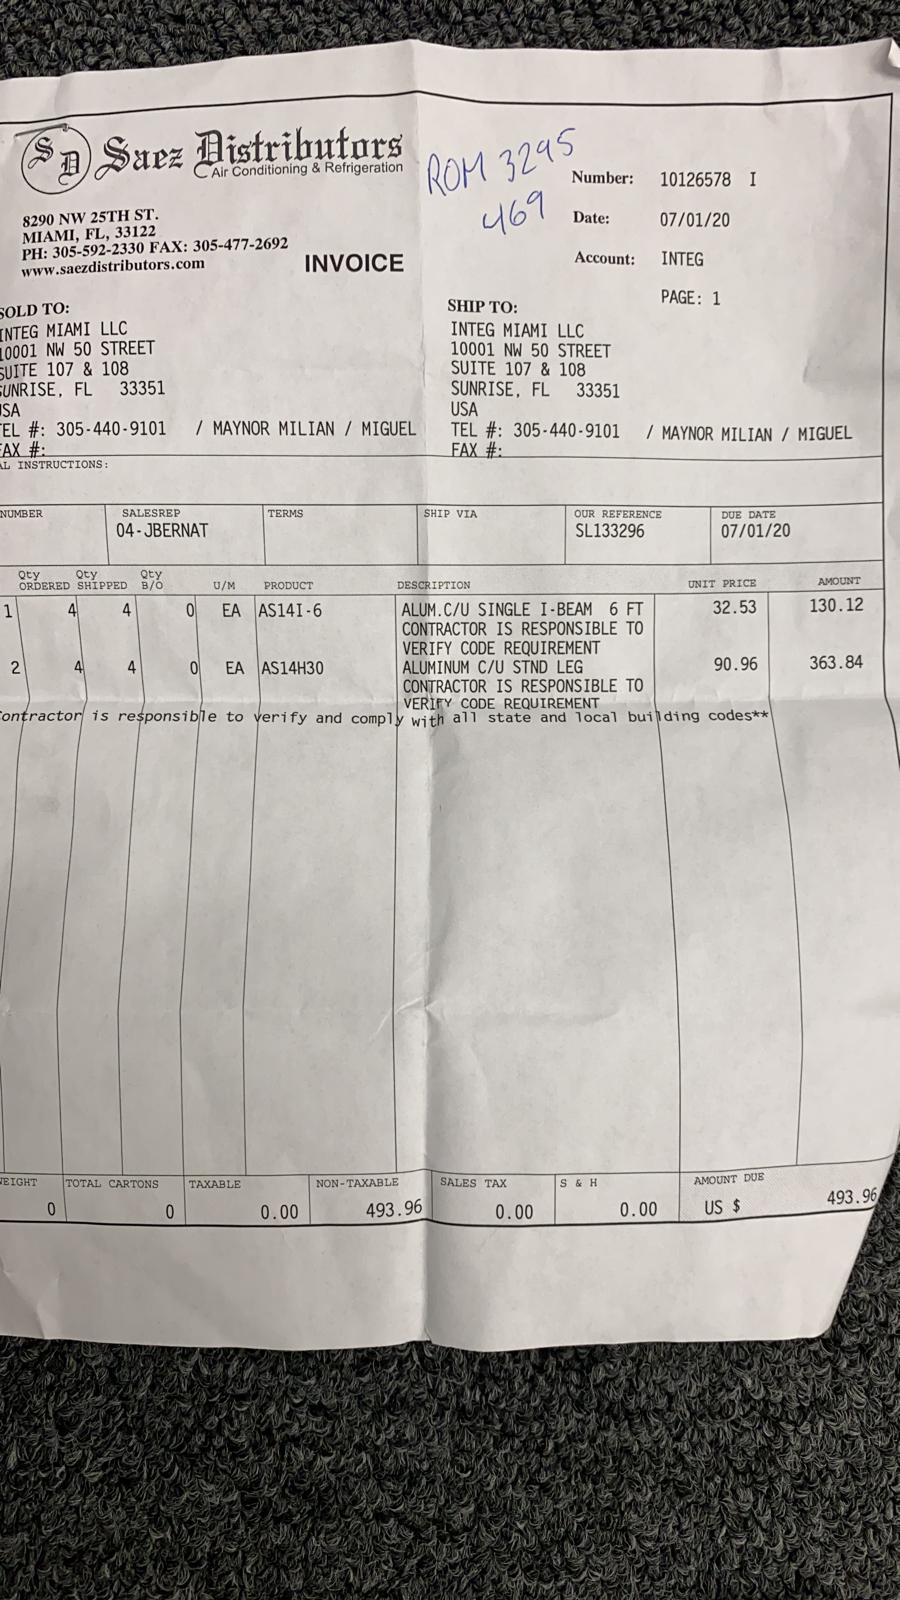 SD Saez Distributors
Air Conditioning & Refrigeration
ROM 3295
469
8290 NW 25TH ST.
MIAMI, FL, 33122
PH: 305-592-2330 FAX: 305-477-2692
www.saezdistributors.com
INVOICE
Number: 10126578 I
Date: 07/01/20
Account: INTEG
PAGE: 1
SOLD TO:
INTEG MIAMI LLC
10001 NW 50 STREET
SUITE 107 & 108
SUNRISE, FL 33351
USA
TEL #: 305-440-9101 / MAYNOR MILIAN / MIGUEL
FAX #:
SHIP TO:
INTEG MIAMI LLC
10001 NW 50 STREET
SUITE 107 & 108
SUNRISE, FL 33351
USA
TEL #: 305-440-9101 / MAYNOR MILIAN / MIGUEL
FAX #:
AL INSTRUCTIONS:
NUMBER SALESREP TERMS SHIP VIA OUR REFERENCE DUE DATE
04-JBERNAT SL133296 07/01/20
Qty ORDERED Qty SHIPPED Qty B/O U/M PRODUCT DESCRIPTION UNIT PRICE AMOUNT
1 4 4 0 EA AS14I-6 ALUM.C/U SINGLE I-BEAM 6 FT 32.53 130.12
CONTRACTOR IS RESPONSIBLE TO
VERIFY CODE REQUIREMENT
2 4 4 0 EA AS14H30 ALUMINUM C/U STND LEG 90.96 363.84
CONTRACTOR IS RESPONSIBLE TO
VERIFY CODE REQUIREMENT
Contractor is responsible to verify and comply with all state and local building codes**
WEIGHT TOTAL CARTONS TAXABLE NON-TAXABLE SALES TAX S & H AMOUNT DUE
0 0 0.00 493.96 0.00 0.00 US $ 493.96